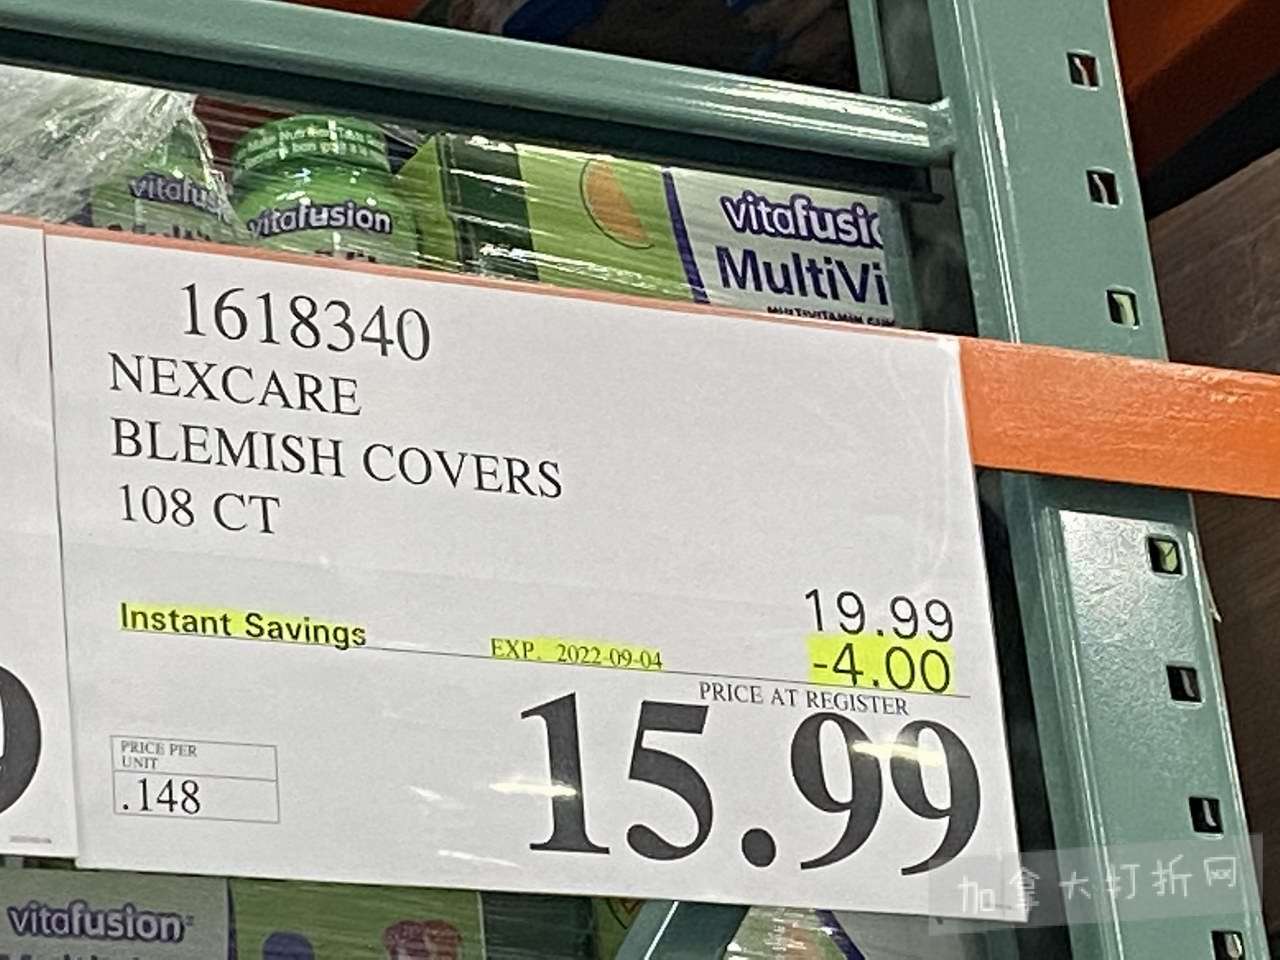 vitafusion
vitafusion
MultiVi
1618340
NEXCARE
BLEMISH COVERS
108 CT
19.99
Instant Savings
EXP. 2022-09-04
-4.00
PRICE AT REGISTER
15.99
PRICE PER
UNIT
.148
加拿大打折网
vitafusion